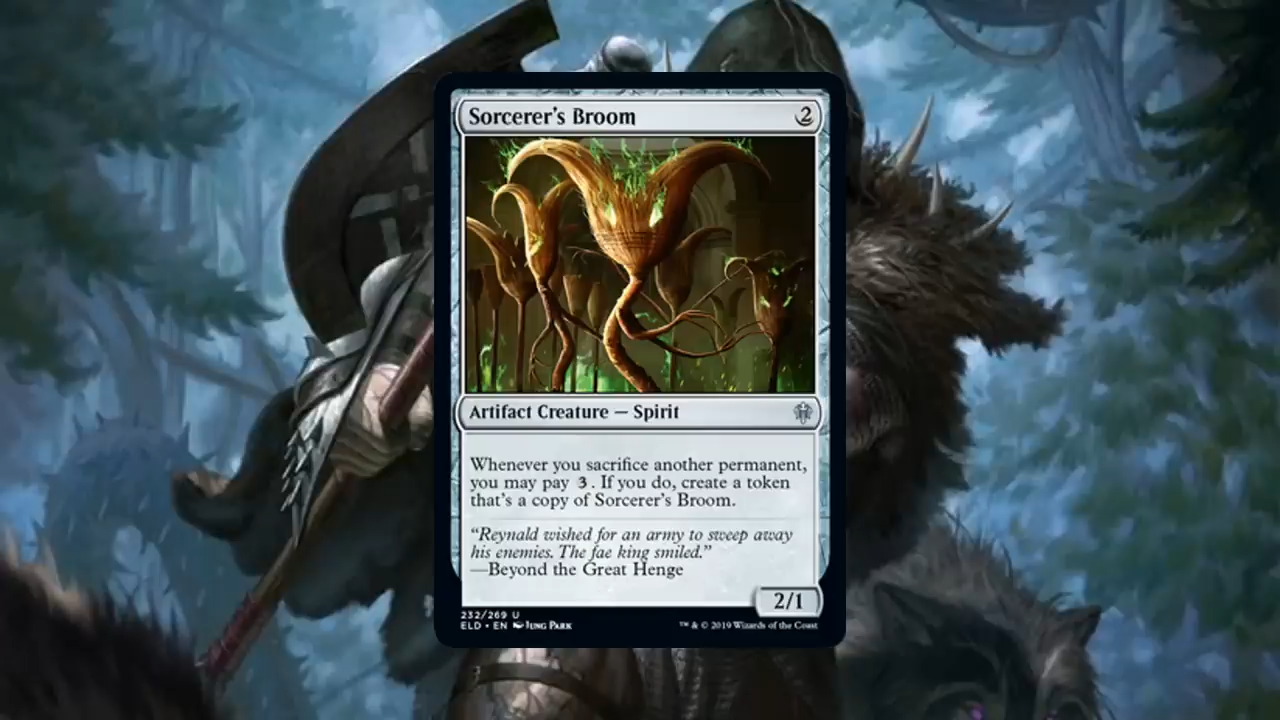 Sorcerer's Broom 2
Artifact Creature — Spirit
Whenever you sacrifice another permanent,
you may pay 3. If you do, create a token
that's a copy of Sorcerer's Broom.
“Reynald wished for an army to sweep away
his enemies. The fae king smiled.”
—Beyond the Great Henge
2/1
232/269 U
ELD • EN Jung Park
™ & © 2019 Wizards of the Coast